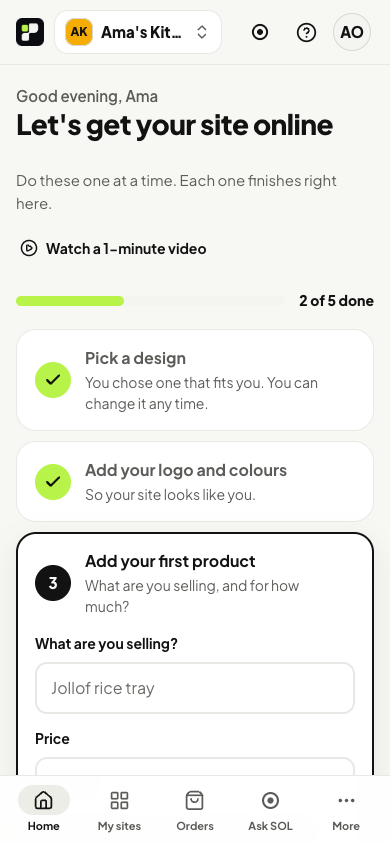 AK
Ama's Kit...
AO
Good evening, Ama
Let's get your site online
Do these one at a time. Each one finishes right
here.
Watch a 1-minute video
2 of 5 done
Pick a design
You chose one that fits you. You can
change it any time.
Add your logo and colours
So your site looks like you.
3
Add your first product
What are you selling, and for how
much?
What are you selling?
Jollof rice tray
Price
Home
My sites
Orders
Ask SOL
More